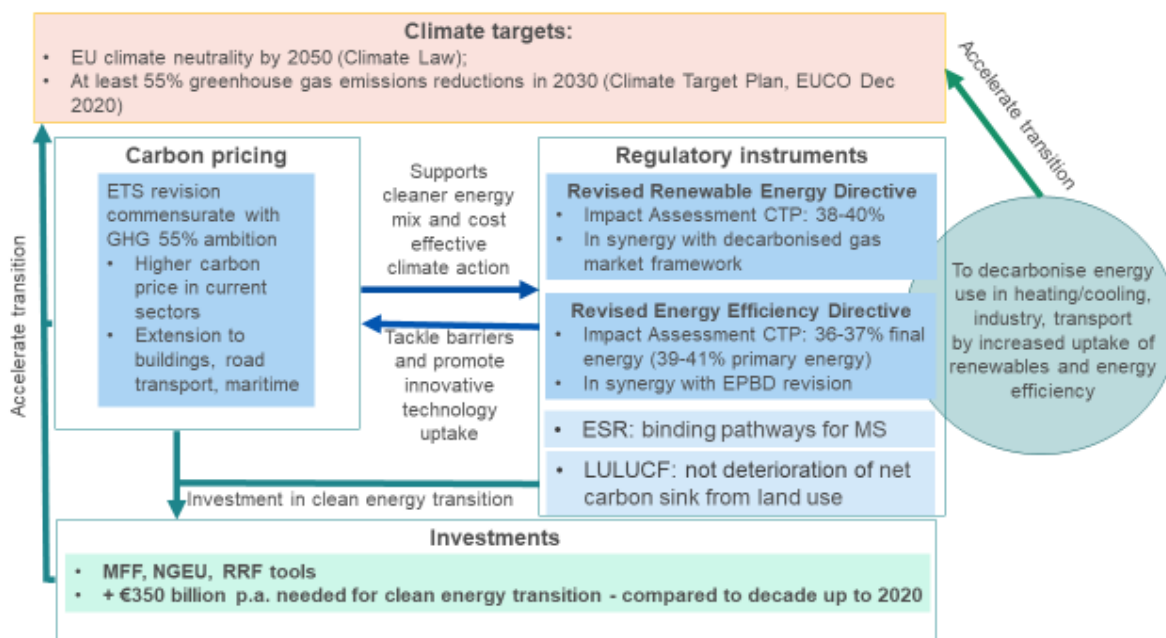 Climate targets:
• EU climate neutrality by 2050 (Climate Law);
• At least 55% greenhouse gas emissions reductions in 2030 (Climate Target Plan, EUCO Dec
2020)
Accelerate transition
Accelerate transition
Carbon pricing
ETS revision
commensurate with
GHG 55% ambition
• Higher carbon
price in current
sectors
• Extension to
buildings, road
transport, maritime
Supports
cleaner energy
mix and cost
effective
climate action
Tackle barriers
and promote
innovative
technology
uptake
Regulatory instruments
Revised Renewable Energy Directive
• Impact Assessment CTP: 38-40%
• In synergy with decarbonised gas
market framework
Revised Energy Efficiency Directive
• Impact Assessment CTP: 36-37% final
energy (39-41% primary energy)
• In synergy with EPBD revision
• ESR: binding pathways for MS
• LULUCF: not deterioration of net
carbon sink from land use
To decarbonise energy
use in heating/cooling,
industry, transport
by increased uptake of
renewables and energy
efficiency
Investment in clean energy transition
Investments
• MFF, NGEU, RRF tools
• + €350 billion p.a. needed for clean energy transition - compared to decade up to 2020